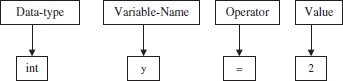 Data-type Variable-Name Operator Value
int y = 2